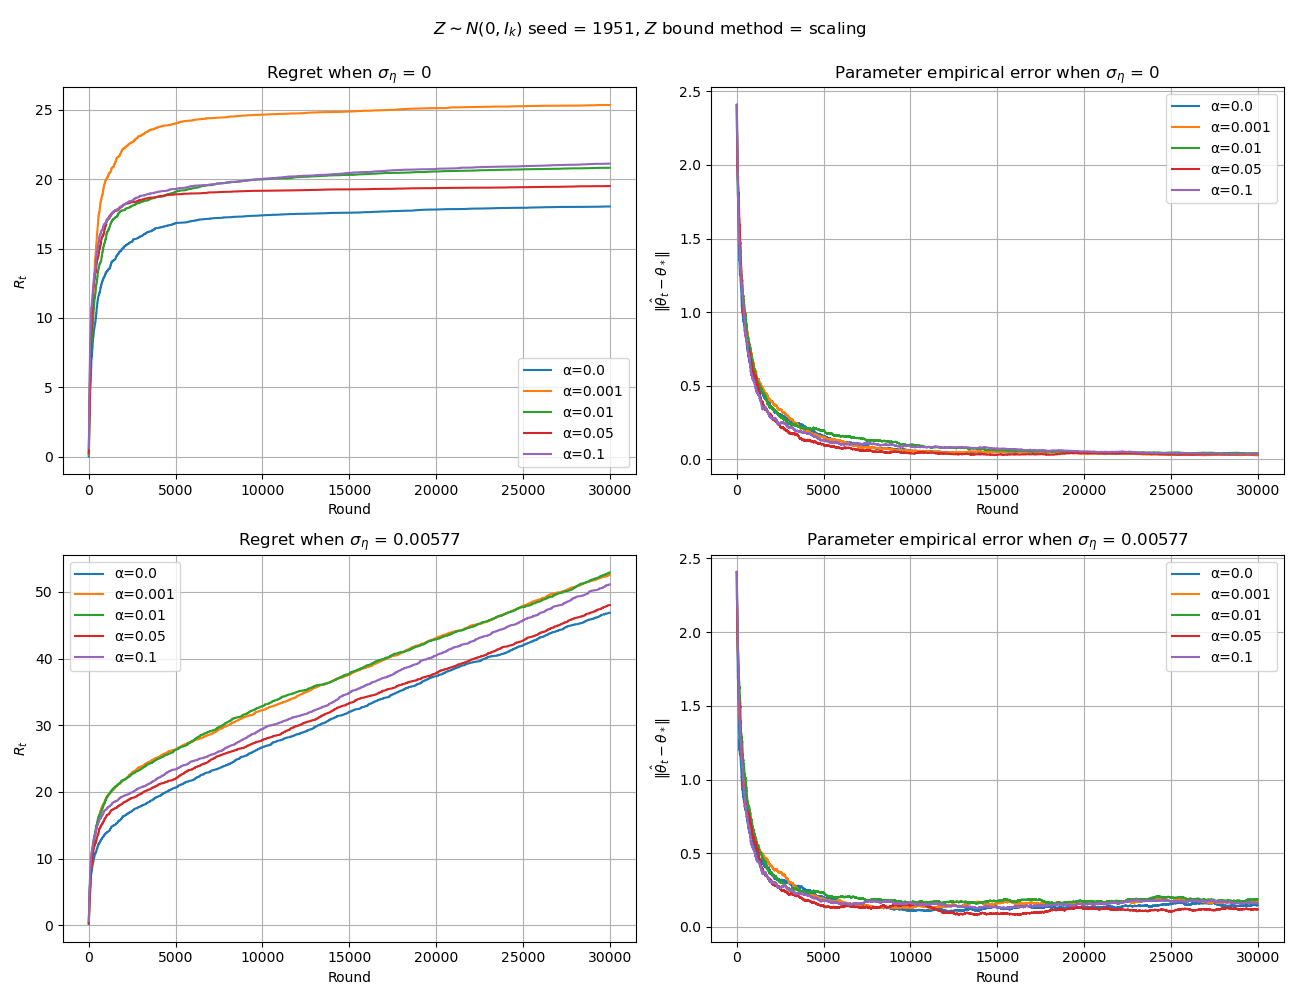 Z ∼ N(0, I_k) seed = 1951, Z bound method = scaling
Regret when σ_η = 0
25
20
15
10
5
0
R_t
α=0.0
α=0.001
α=0.01
α=0.05
α=0.1
0 5000 10000 15000 20000 25000 30000
Round
Parameter empirical error when σ_η = 0
2.5
2.0
1.5
1.0
0.5
0.0
‖θ̂_t − θ_*‖
α=0.0
α=0.001
α=0.01
α=0.05
α=0.1
0 5000 10000 15000 20000 25000 30000
Round
Regret when σ_η = 0.00577
50
40
30
20
10
0
R_t
α=0.0
α=0.001
α=0.01
α=0.05
α=0.1
0 5000 10000 15000 20000 25000 30000
Round
Parameter empirical error when σ_η = 0.00577
2.5
2.0
1.5
1.0
0.5
0.0
‖θ̂_t − θ_*‖
α=0.0
α=0.001
α=0.01
α=0.05
α=0.1
0 5000 10000 15000 20000 25000 30000
Round